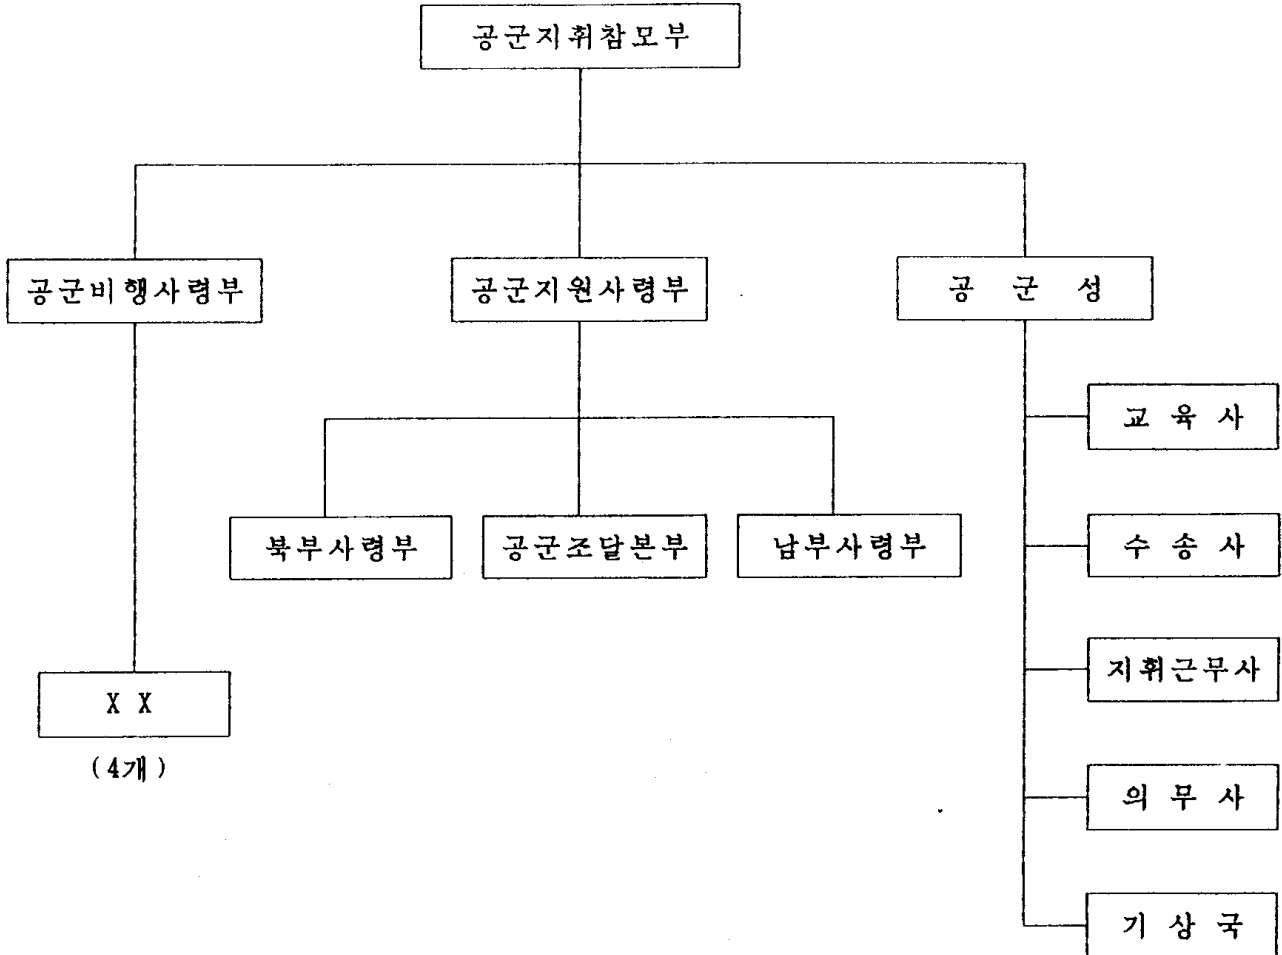 공군지휘참모부
공군비행사령부
공군지원사령부
공 군 성
교 육 사
북부사령부
공군조달본부
남부사령부
수 송 사
지휘근무사
X X
(4개)
의 무 사
기 상 국